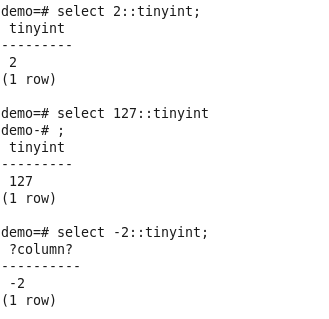 demo=# select 2::tinyint;
 tinyint
---------
 2
(1 row)

demo=# select 127::tinyint
demo-# ;
 tinyint
---------
 127
(1 row)

demo=# select -2::tinyint;
 ?column?
----------
 -2
(1 row)